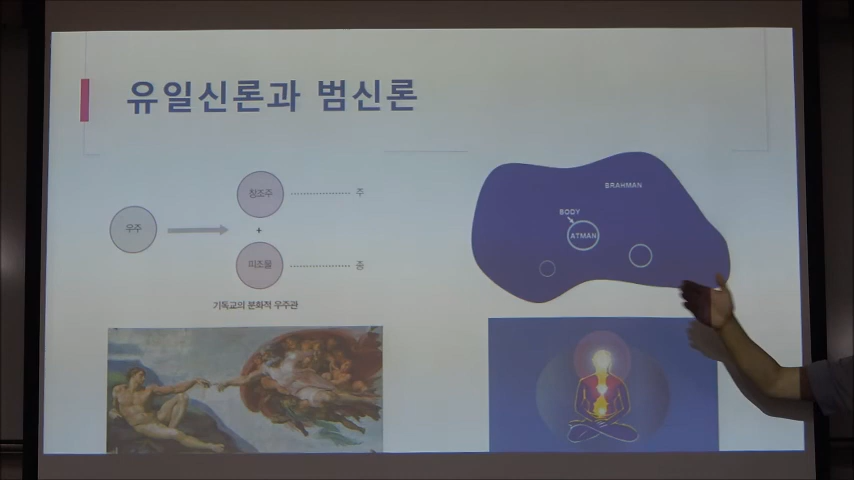 유일신론과 범신론
창조주 주
우주
+
피조물 종
기독교의 분화적 우주관
BRAHMAN
BODY
ATMAN